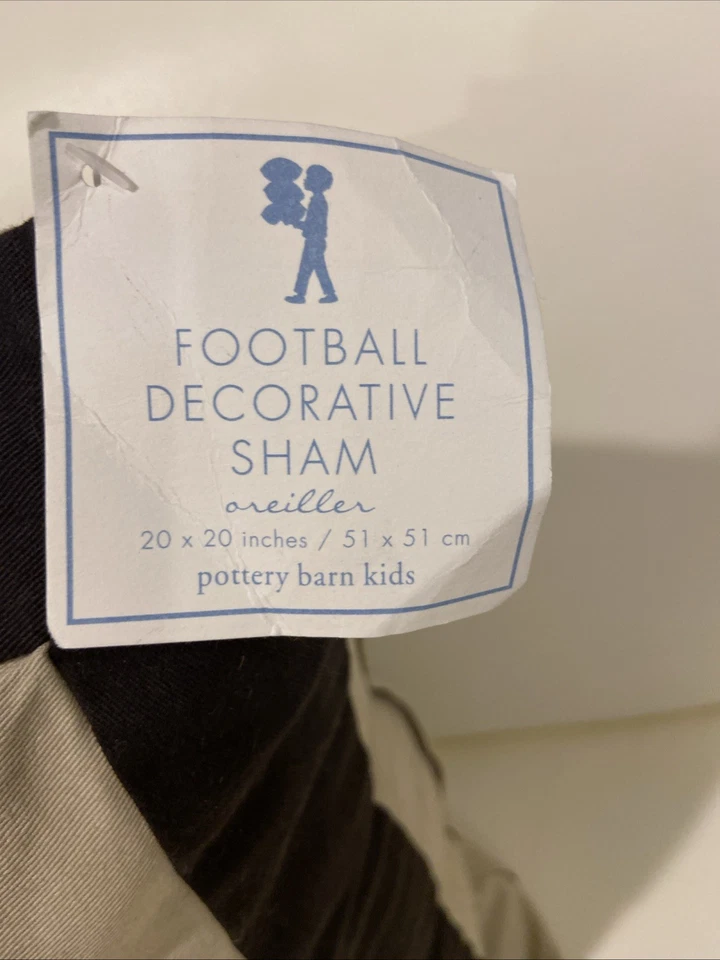 FOOTBALL
DECORATIVE
SHAM
oreiller
20 x 20 inches / 51 x 51 cm
pottery barn kids